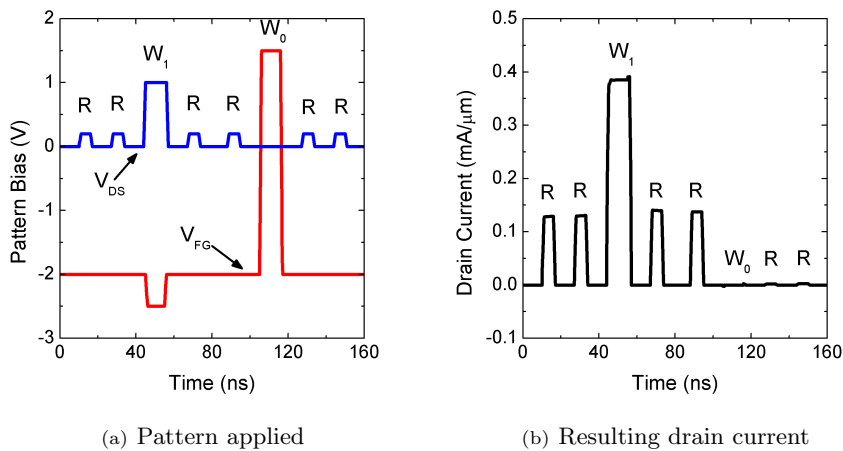 2
1
0
-1
-2
-3
Pattern Bias (V)
R R W1 R R W0 R R
VDS
VFG
0 40 80 120 160
Time (ns)
(a) Pattern applied
0.5
0.4
0.3
0.2
0.1
0.0
-0.1
Drain Current (mA/μm)
R R W1 R R W0 R R
0 40 80 120 160
Time (ns)
(b) Resulting drain current